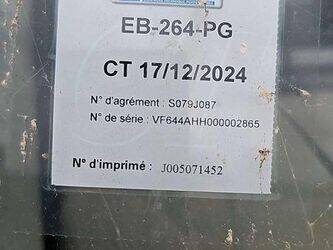 EB-264-PG
CT 17/12/2024
N° d'agrément : S079J087
N° de série : VF644AHH000002865
N° d'imprimé : J005071452